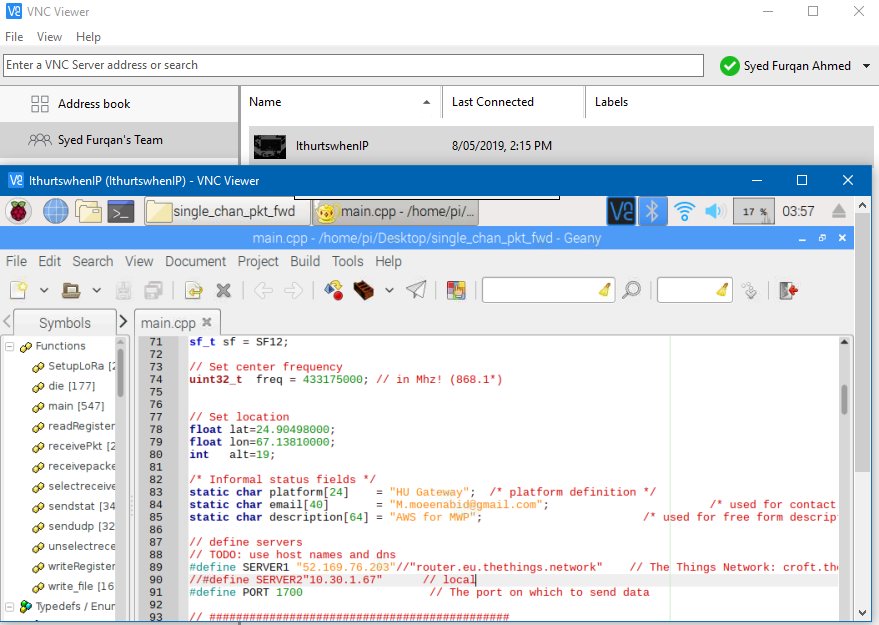 VNC Viewer
File View Help
Enter a VNC Server address or search
Syed Furqan Ahmed
Address book
Syed Furqan's Team
Name Last Connected Labels
IthurtswhenIP 8/05/2019, 2:15 PM
IthurtswhenIP (IthurtswhenIP) - VNC Viewer
single_chan_pkt_fwd
main.cpp - /home/pi/...
17 %
03:57
main.cpp - /home/pi/Desktop/single_chan_pkt_fwd - Geany
File Edit Search View Document Project Build Tools Help
Symbols
main.cpp
Functions
SetupLoRa [2
die [177]
main [547]
readRegister
receivePkt [2
receivepacke
selectreceive
sendstat [34
sendudp [32
unselectrece
writeRegister
write_file [16
Typedefs / Enur
71 sf_t sf = SF12;
72
73 // Set center frequency
74 uint32_t freq = 433175000; // in Mhz! (868.1*)
75
76
77 // Set location
78 float lat=24.90498000;
79 float lon=67.13810000;
80 int alt=19;
81
82 /* Informal status fields */
83 static char platform[24] = "HU Gateway"; /* platform definition */
84 static char email[40] = "M.moeenabid@gmail.com"; /* used for contact
85 static char description[64] = "AWS for MWP"; /* used for free form descrip
86
87 // define servers
88 // TODO: use host names and dns
89 #define SERVER1 "52.169.76.203"//"router.eu.thethings.network" // The Things Network: croft.the
90 //#define SERVER2"10.30.1.67" // local
91 #define PORT 1700 // The port on which to send data
92
93 // #############################################